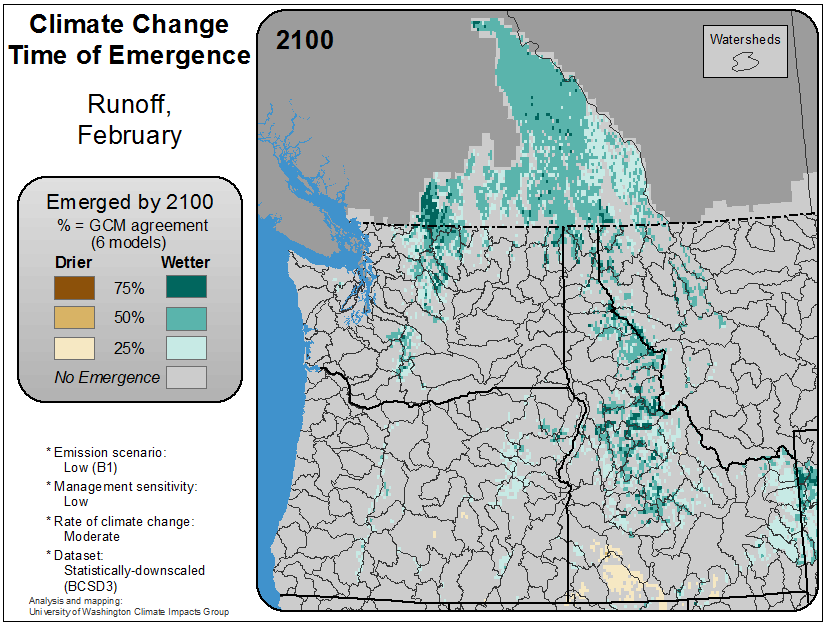 Climate Change
Time of Emergence
Runoff,
February
Emerged by 2100
% = GCM agreement
(6 models)
Drier Wetter
75%
50%
25%
No Emergence
* Emission scenario:
Low (B1)
* Management sensitivity:
Low
* Rate of climate change:
Moderate
* Dataset:
Statistically-downscaled
(BCSD3)
Analysis and mapping:
University of Washington Climate Impacts Group
2100
Watersheds